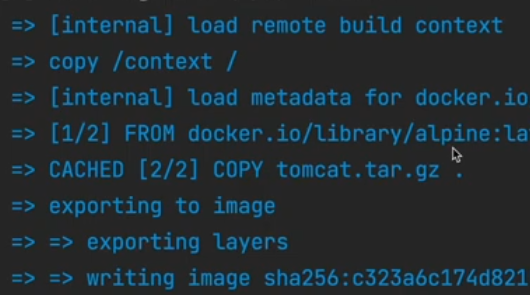 => [internal] load remote build context
=> copy /context /
=> [internal] load metadata for docker.io
=> [1/2] FROM docker.io/library/alpine:la
=> CACHED [2/2] COPY tomcat.tar.gz .
=> exporting to image
=> => exporting layers
=> => writing image sha256:c323a6c174d821